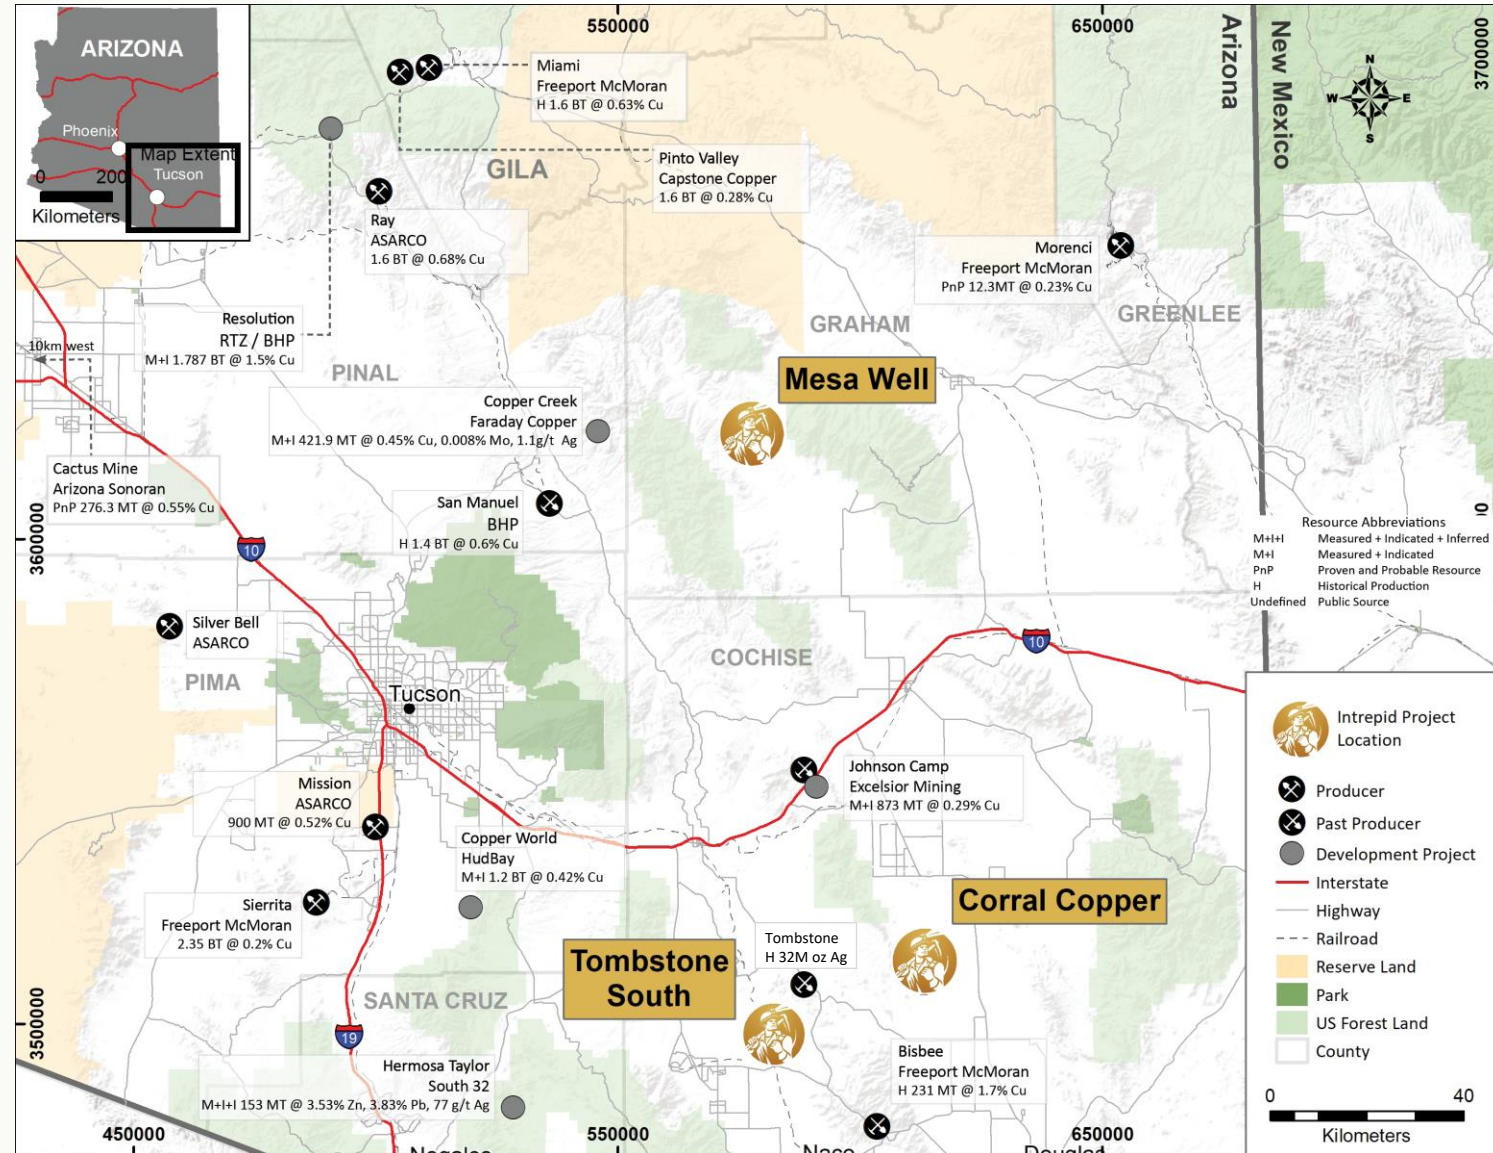 550000
650000
3700000
Arizona
New Mexico
N
W
E
S
ARIZONA
Phoenix
Map Extent
Tucson
0
200
Kilometers
Miami
Freeport McMoran
H 1.6 BT @ 0.63% Cu
GILA
Pinto Valley
Capstone Copper
1.6 BT @ 0.28% Cu
Ray
ASARCO
1.6 BT @ 0.68% Cu
Morenci
Freeport McMoran
PnP 12.3MT @ 0.23% Cu
GREENLEE
GRAHAM
Resolution
RTZ / BHP
M+I 1.787 BT @ 1.5% Cu
10km west
PINAL
Mesa Well
Copper Creek
Faraday Copper
M+I 421.9 MT @ 0.45% Cu, 0.008% Mo, 1.1g/t Ag
Cactus Mine
Arizona Sonoran
PnP 276.3 MT @ 0.55% Cu
San Manuel
BHP
H 1.4 BT @ 0.6% Cu
3600000
10
Resource Abbreviations
M+I+I Measured + Indicated + Inferred
M+I Measured + Indicated
PnP Proven and Probable Resource
H Historical Production
Undefined Public Source
Silver Bell
ASARCO
PIMA
Tucson
COCHISE
10
Mission
ASARCO
900 MT @ 0.52% Cu
Johnson Camp
Excelsior Mining
M+I 873 MT @ 0.29% Cu
Copper World
HudBay
M+I 1.2 BT @ 0.42% Cu
Sierrita
Freeport McMoran
2.35 BT @ 0.2% Cu
Corral Copper
Tombstone
South
Tombstone
H 32M oz Ag
SANTA CRUZ
3500000
19
Hermosa Taylor
South 32
M+I+I 153 MT @ 3.53% Zn, 3.83% Pb, 77 g/t Ag
Bisbee
Freeport McMoran
H 231 MT @ 1.7% Cu
450000
550000
650000
Intrepid Project
Location
Producer
Past Producer
Development Project
Interstate
Highway
Railroad
Reserve Land
Park
US Forest Land
County
0
40
Kilometers